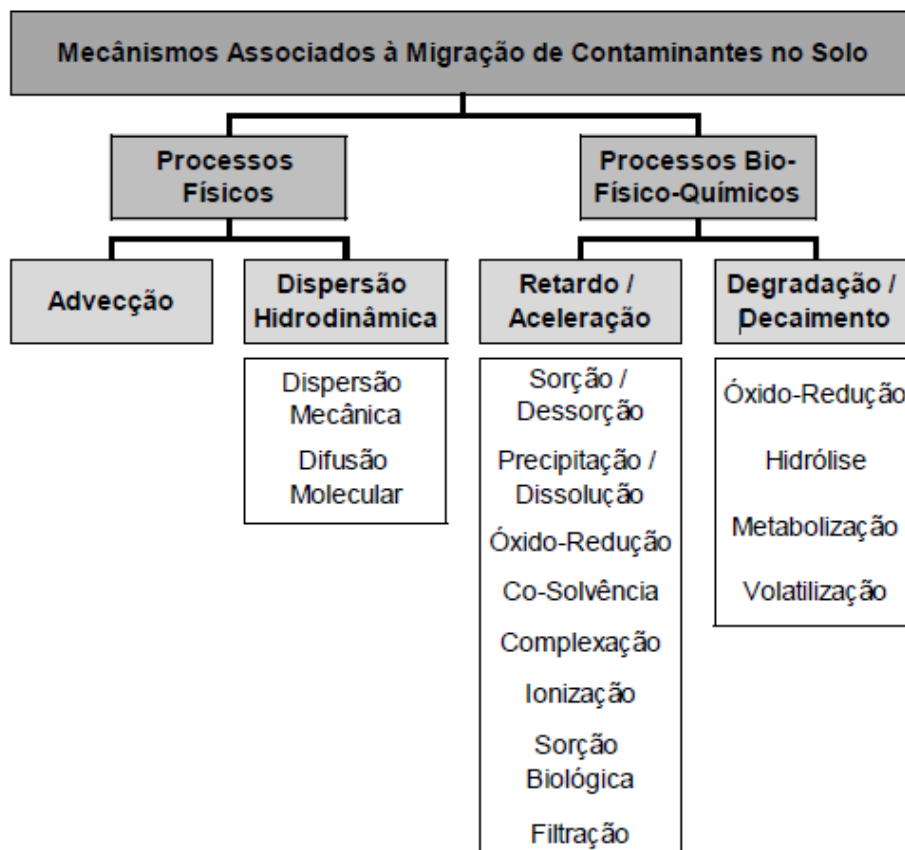 Mecânismos Associados à Migração de Contaminantes no Solo
Processos
Físicos
Processos Bio-
Físico-Químicos
Advecção
Dispersão
Hidrodinâmica
Retardo /
Aceleração
Degradação /
Decaimento
Dispersão
Mecânica
Difusão
Molecular
Sorção /
Dessorção
Precipitação /
Dissolução
Óxido-Redução
Co-Solvência
Complexação
Ionização
Sorção
Biológica
Filtração
Óxido-Redução
Hidrólise
Metabolização
Volatilização